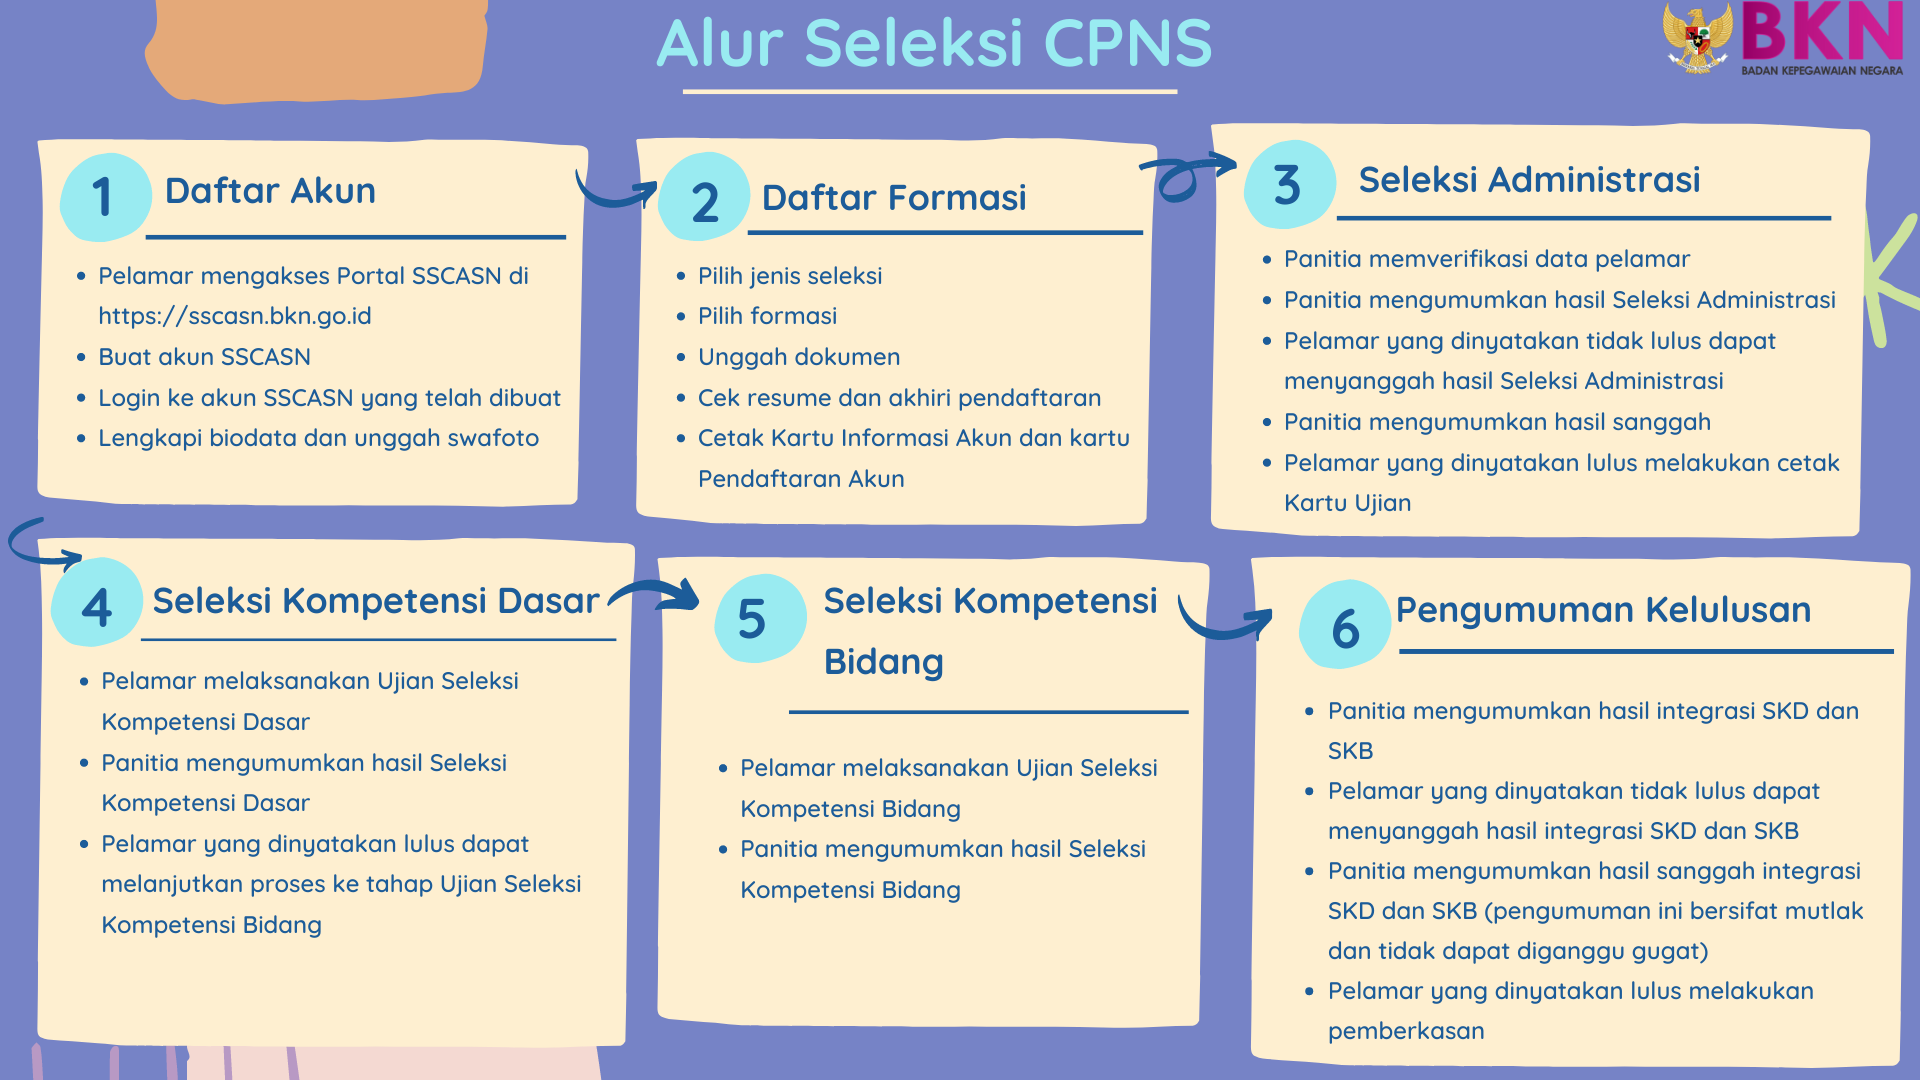 Alur Seleksi CPNS
BKN
BADAN KEPEGAWAIAN NEGARA
1
Daftar Akun
• Pelamar mengakses Portal SSCASN di
https://sscasn.bkn.go.id
• Buat akun SSCASN
• Login ke akun SSCASN yang telah dibuat
• Lengkapi biodata dan unggah swafoto
2
Daftar Formasi
• Pilih jenis seleksi
• Pilih formasi
• Unggah dokumen
• Cek resume dan akhiri pendaftaran
• Cetak Kartu Informasi Akun dan kartu
Pendaftaran Akun
3
Seleksi Administrasi
• Panitia memverifikasi data pelamar
• Panitia mengumumkan hasil Seleksi Administrasi
• Pelamar yang dinyatakan tidak lulus dapat
menyanggah hasil Seleksi Administrasi
• Panitia mengumumkan hasil sanggah
• Pelamar yang dinyatakan lulus melakukan cetak
Kartu Ujian
4
Seleksi Kompetensi Dasar
• Pelamar melaksanakan Ujian Seleksi
Kompetensi Dasar
• Panitia mengumumkan hasil Seleksi
Kompetensi Dasar
• Pelamar yang dinyatakan lulus dapat
melanjutkan proses ke tahap Ujian Seleksi
Kompetensi Bidang
5
Seleksi Kompetensi
Bidang
• Pelamar melaksanakan Ujian Seleksi
Kompetensi Bidang
• Panitia mengumumkan hasil Seleksi
Kompetensi Bidang
6
Pengumuman Kelulusan
• Panitia mengumumkan hasil integrasi SKD dan
SKB
• Pelamar yang dinyatakan tidak lulus dapat
menyanggah hasil integrasi SKD dan SKB
• Panitia mengumumkan hasil sanggah integrasi
SKD dan SKB (pengumuman ini bersifat mutlak
dan tidak dapat diganggu gugat)
• Pelamar yang dinyatakan lulus melakukan
pemberkasan